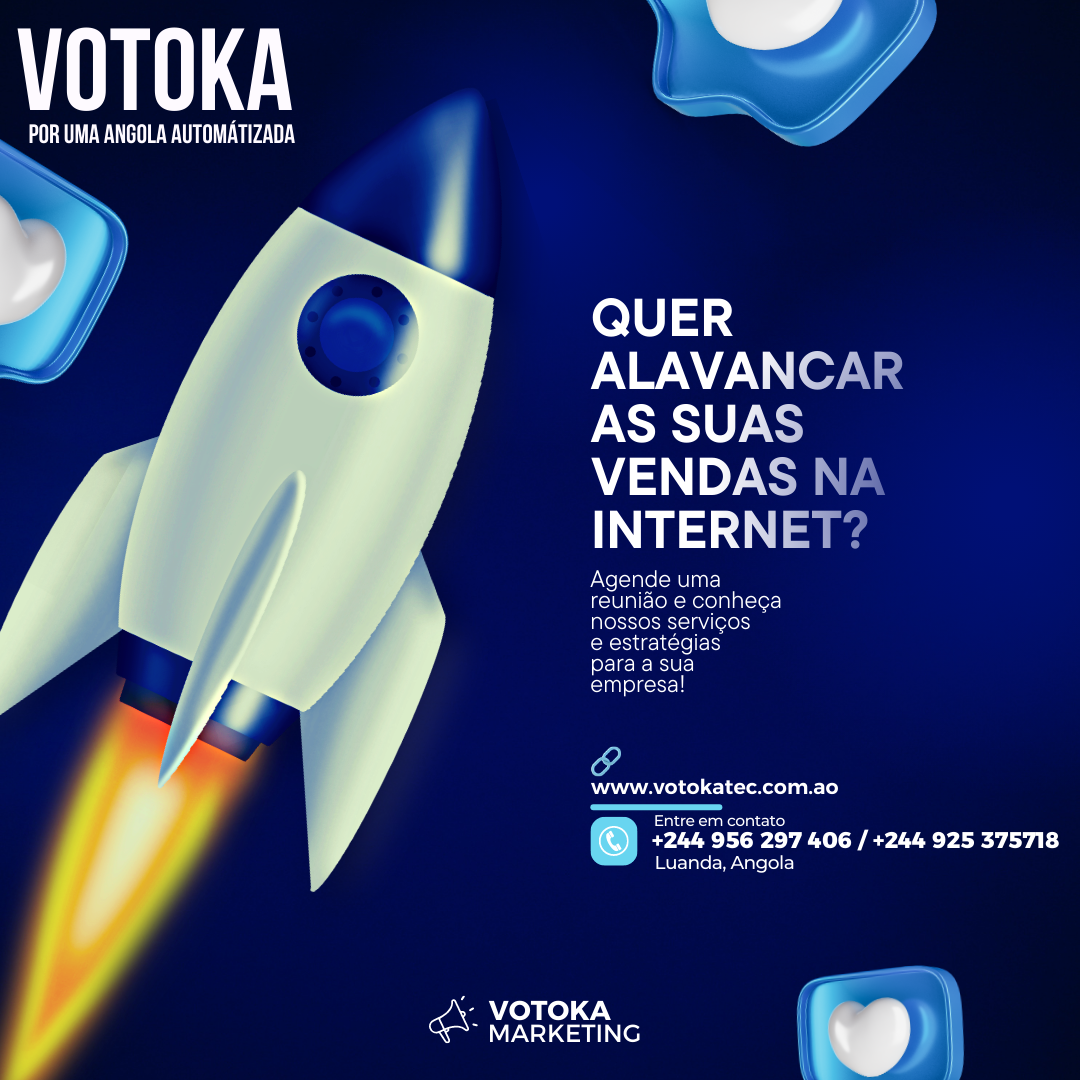 VOTOKA
POR UMA ANGOLA AUTOMÁTIZADA
QUER
ALAVANCAR
AS SUAS
VENDAS NA
INTERNET?
Agende uma
reunião e conheça
nossos serviços
e estratégias
para a sua
empresa!
www.votokatec.com.ao
Entre em contato
+244 956 297 406 / +244 925 375718
Luanda, Angola
VOTOKA
MARKETING